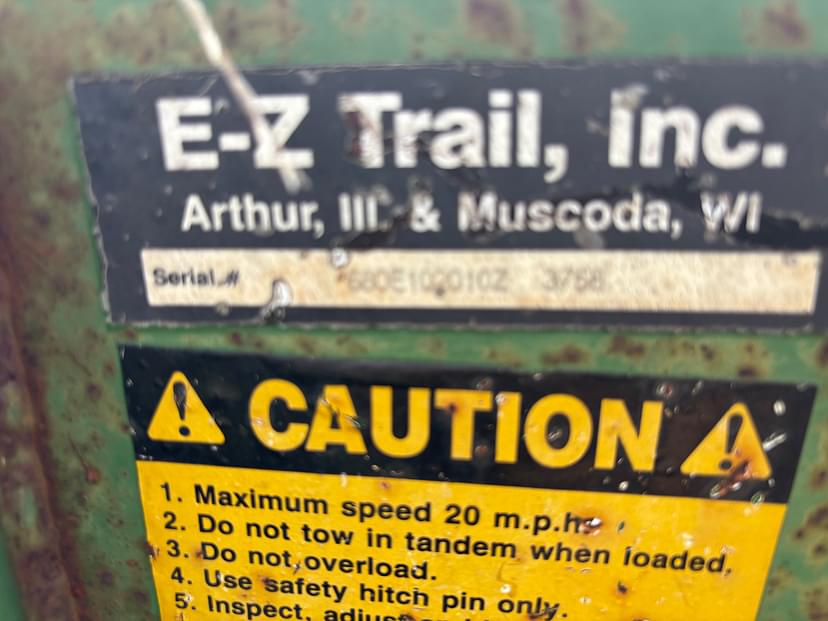 E-Z Trail, Inc.
Arthur, Ill. & Muscoda, WI
Serial #
CAUTION
1. Maximum speed 20 m.p.h.
2. Do not tow in tandem when loaded.
3. Do not overload.
4. Use safety hitch pin only.
5. Inspect,